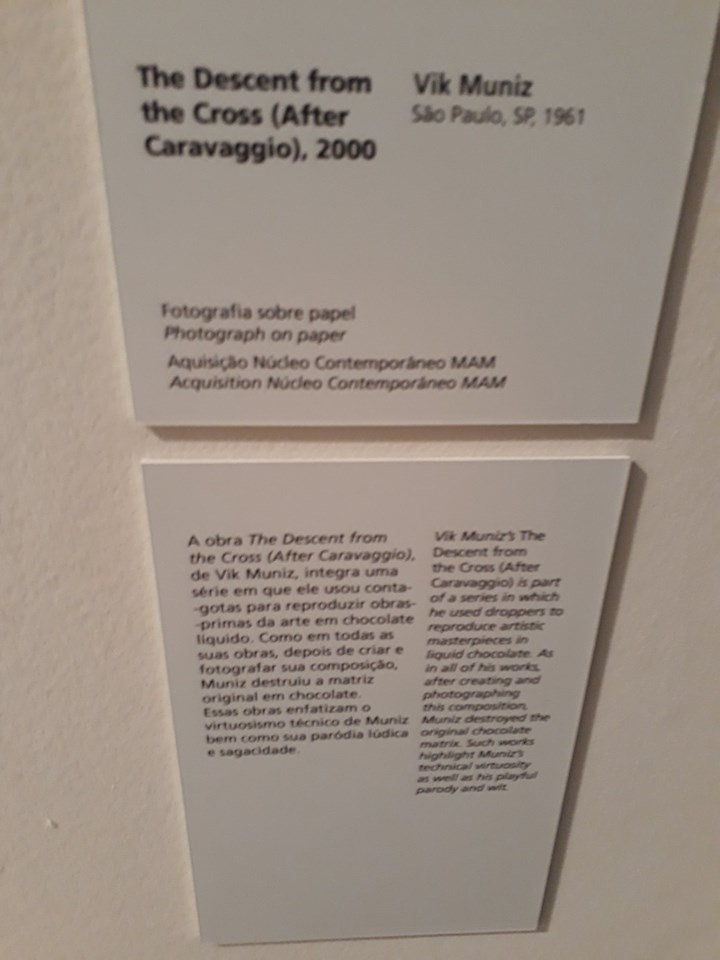 The Descent from
the Cross (After
Caravaggio), 2000
Vik Muniz
São Paulo, SP, 1961
Fotografia sobre papel
Photograph on paper
Aquisição Núcleo Contemporâneo MAM
Acquisition Núcleo Contemporâneo MAM
A obra The Descent from
the Cross (After Caravaggio),
de Vik Muniz, integra uma
série em que ele usou conta-
-gotas para reproduzir obras-
-primas da arte em chocolate
líquido. Como em todas as
suas obras, depois de criar e
fotografar sua composição,
Muniz destruiu a matriz
original em chocolate.
Essas obras enfatizam o
virtuosismo técnico de Muniz
bem como sua paródia lúdica
e sagacidade.
Vik Muniz's The
Descent from
the Cross (After
Caravaggio) is part
of a series in which
he used droppers to
reproduce artistic
masterpieces in
liquid chocolate. As
in all of his works,
after creating and
photographing
this composition,
Muniz destroyed the
original chocolate
matrix. Such works
highlight Muniz's
technical virtuosity
as well as his playful
parody and wit.